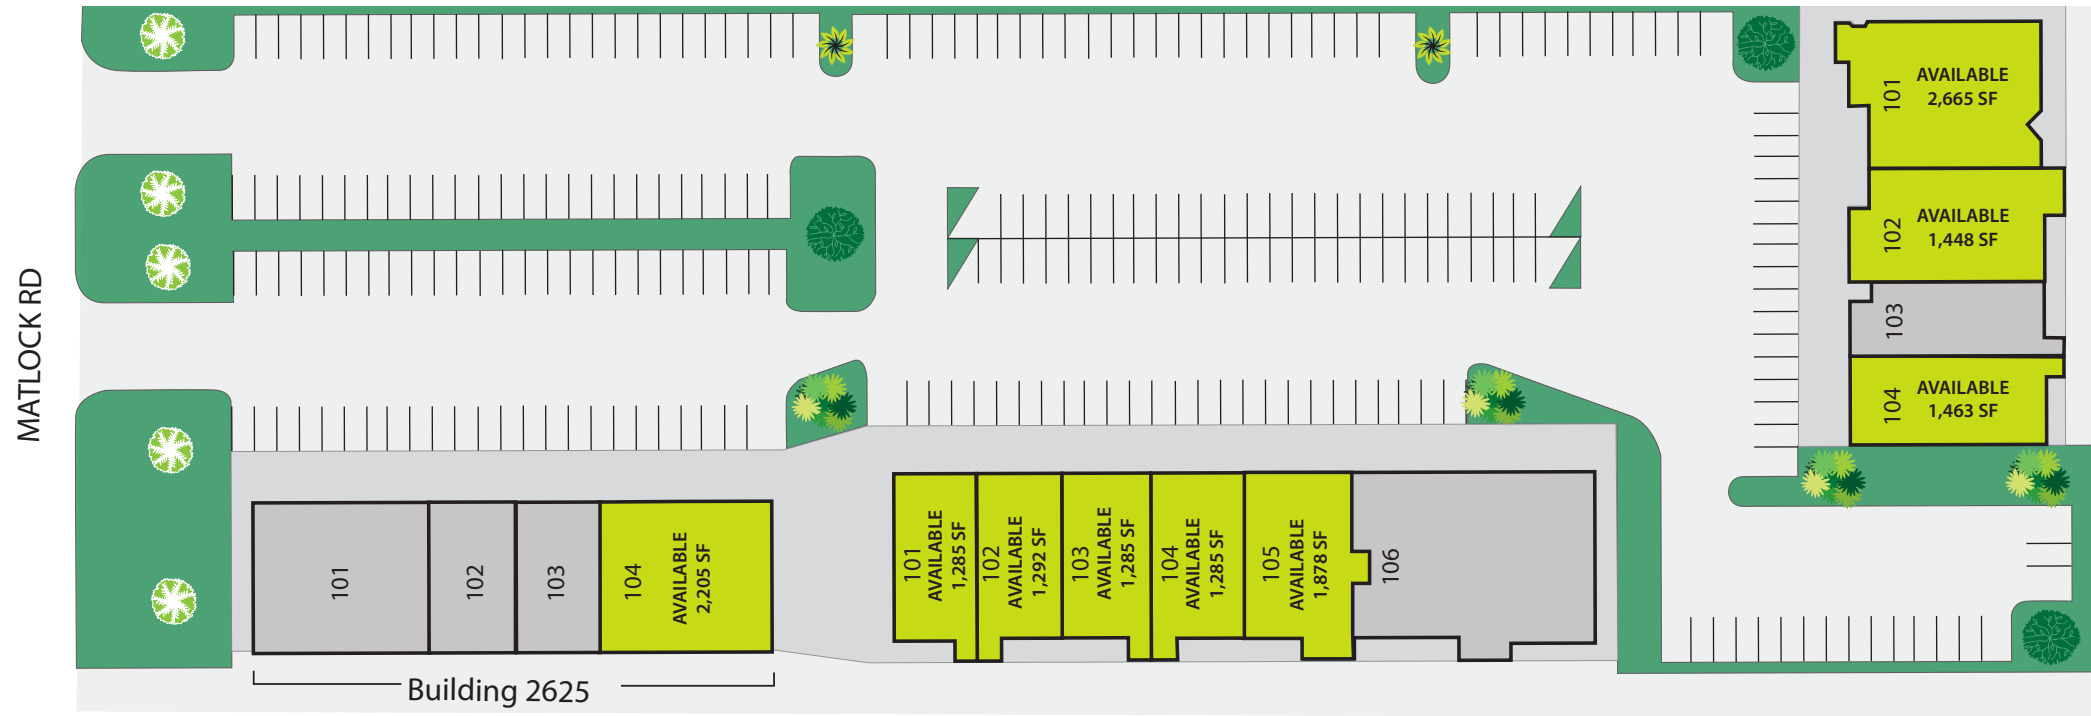 MATLOCK RD
101
AVAILABLE
2,665 SF
102
AVAILABLE
1,448 SF
103
104
AVAILABLE
1,463 SF
101
102
103
104
AVAILABLE
2,205 SF
Building 2625
101
AVAILABLE
1,285 SF
102
AVAILABLE
1,292 SF
103
AVAILABLE
1,285 SF
104
AVAILABLE
1,285 SF
105
AVAILABLE
1,878 SF
106